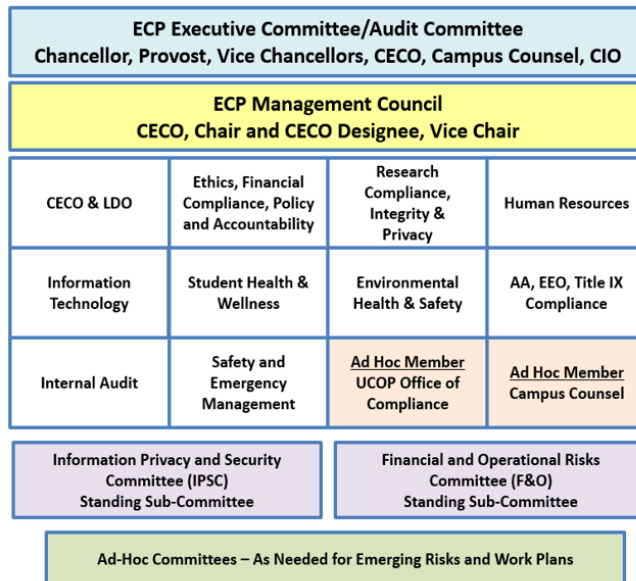 ECP Executive Committee/Audit Committee
Chancellor, Provost, Vice Chancellors, CECO, Campus Counsel, CIO
ECP Management Council
CECO, Chair and CECO Designee, Vice Chair
CECO & LDO
Ethics, Financial
Compliance, Policy
and Accountability
Research
Compliance,
Integrity &
Privacy
Human Resources
Information
Technology
Student Health &
Wellness
Environmental
Health & Safety
AA, EEO, Title IX
Compliance
Internal Audit
Safety and
Emergency
Management
Ad Hoc Member
UCOP Office of
Compliance
Ad Hoc Member
Campus Counsel
Information Privacy and Security
Committee (IPSC)
Standing Sub-Committee
Financial and Operational Risks
Committee (F&O)
Standing Sub-Committee
Ad-Hoc Committees – As Needed for Emerging Risks and Work Plans